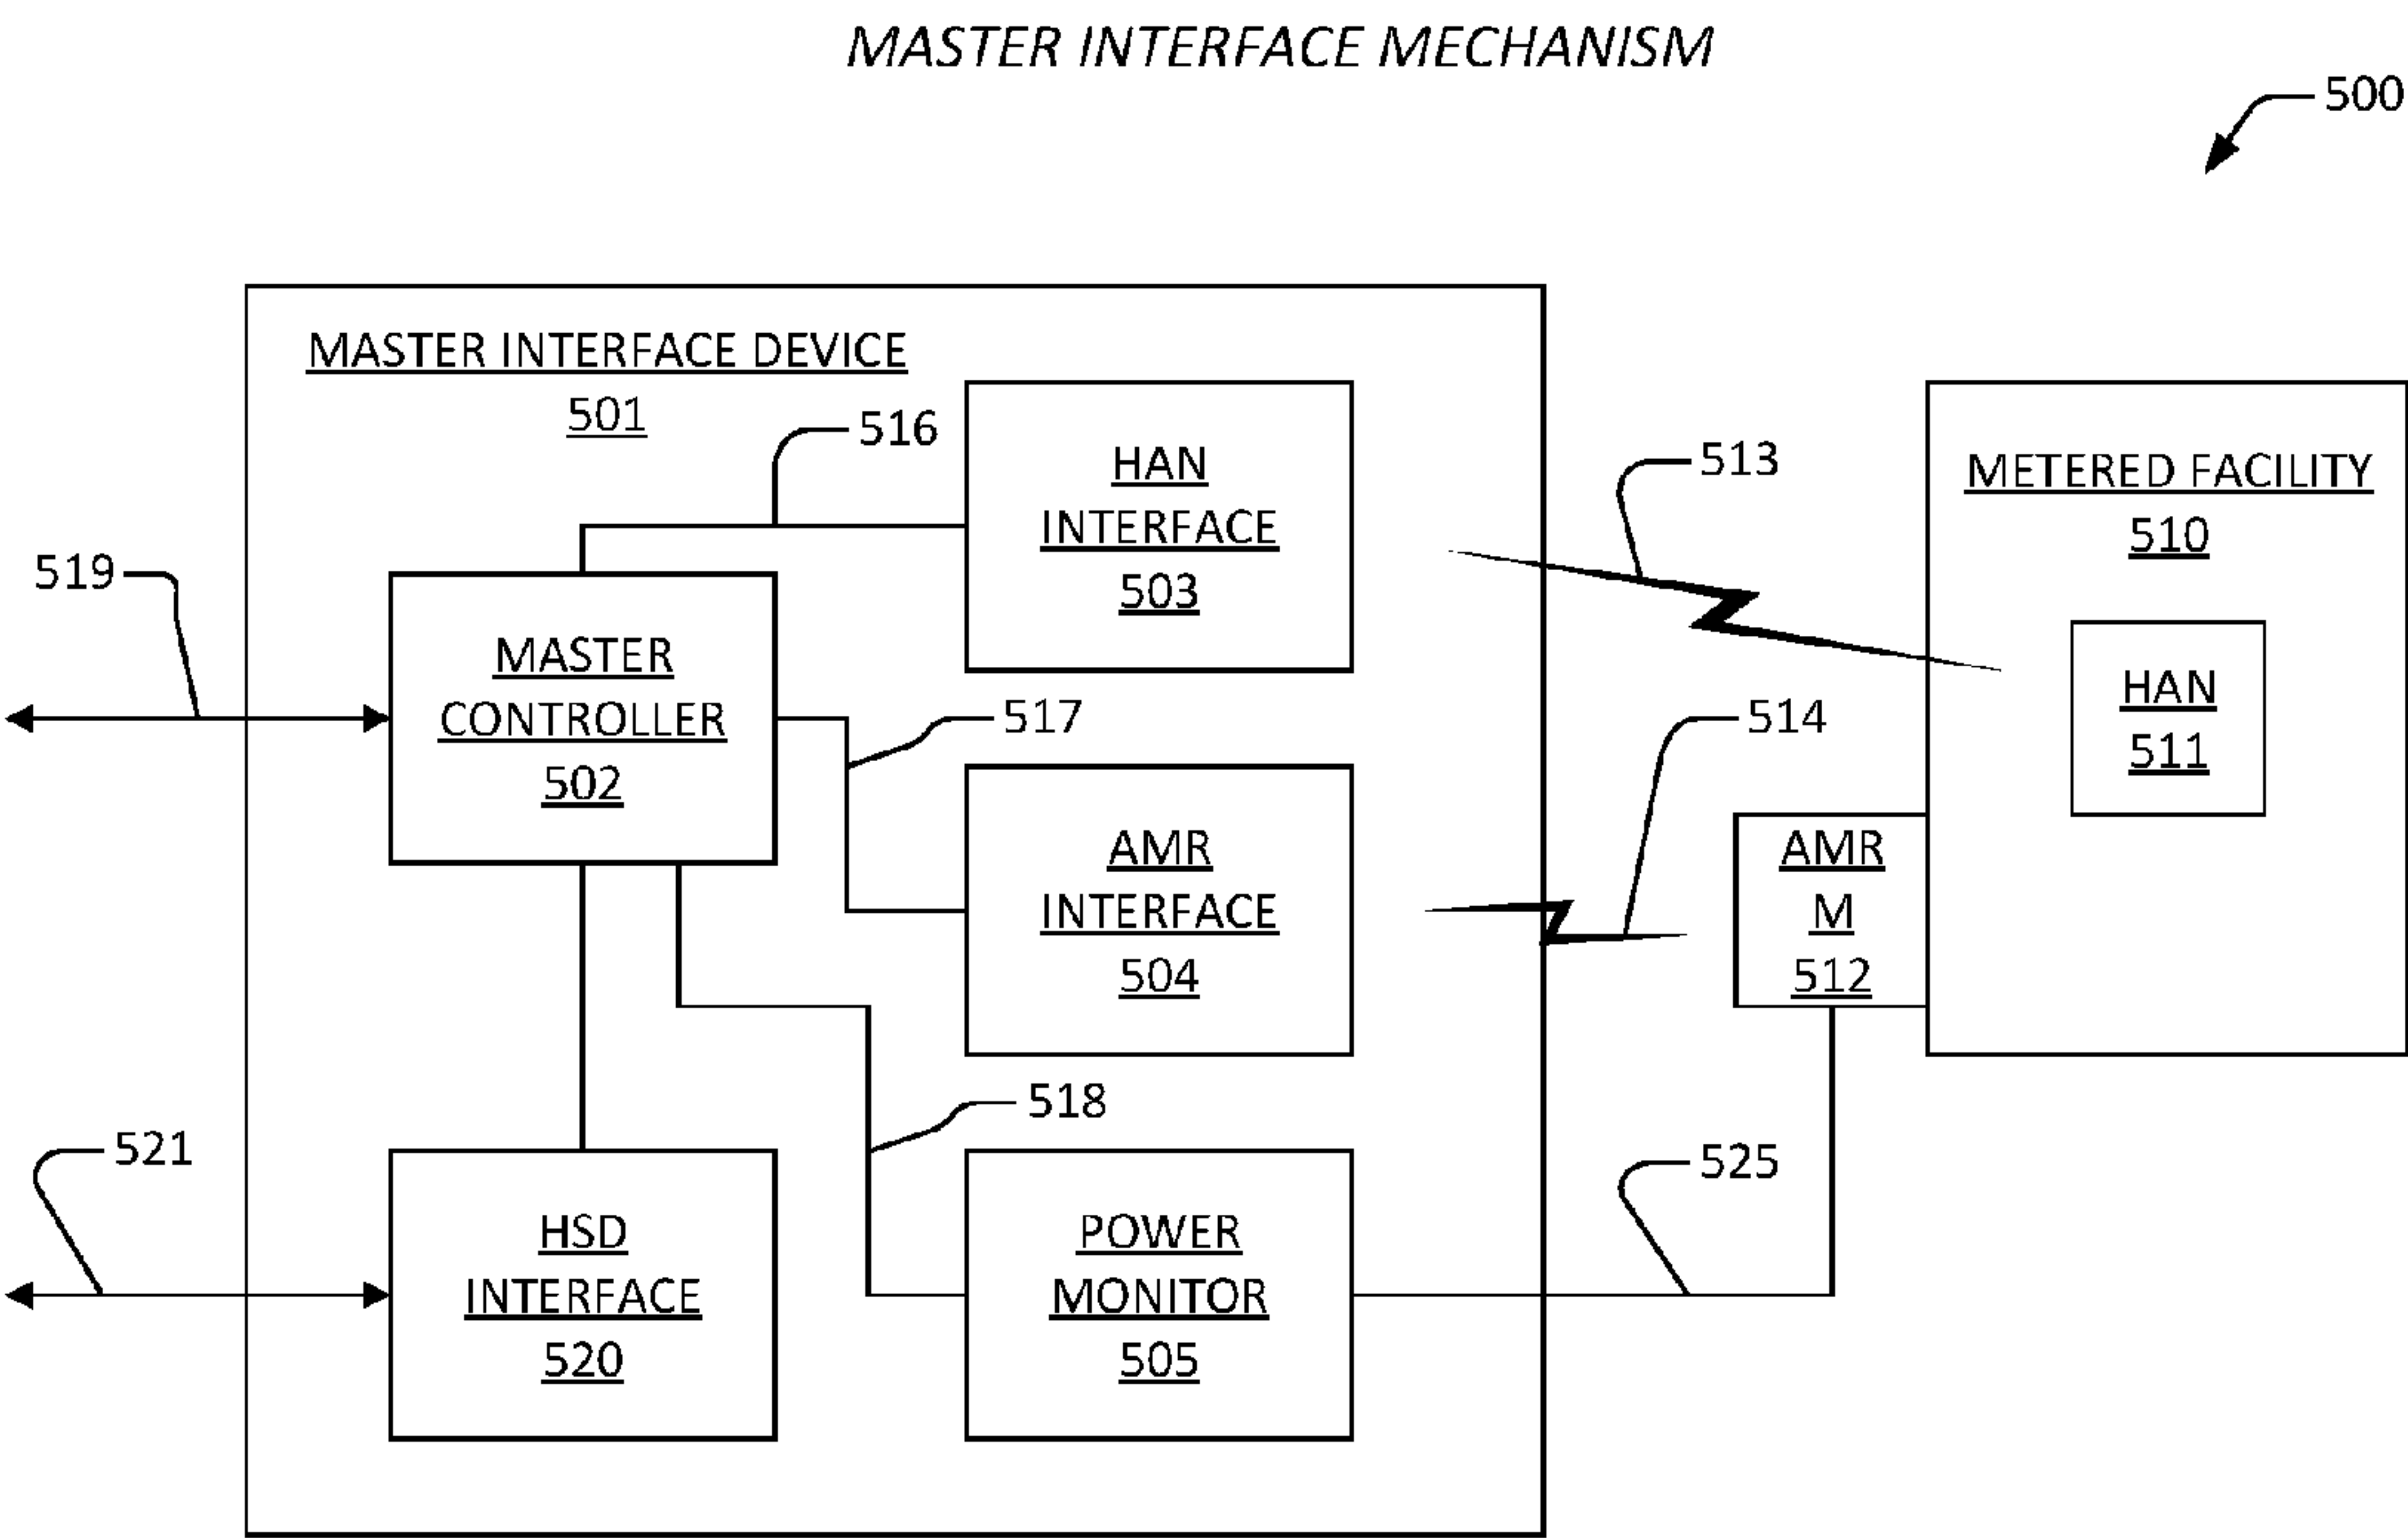 MASTER INTERFACE MECHANISM
500
MASTER INTERFACE DEVICE
501
516
HAN
INTERFACE
503
513
METERED FACILITY
510
519
MASTER
CONTROLLER
502
517
514
HAN
511
AMR
INTERFACE
504
AMR
M
512
518
521
525
HSD
INTERFACE
520
POWER
MONITOR
505